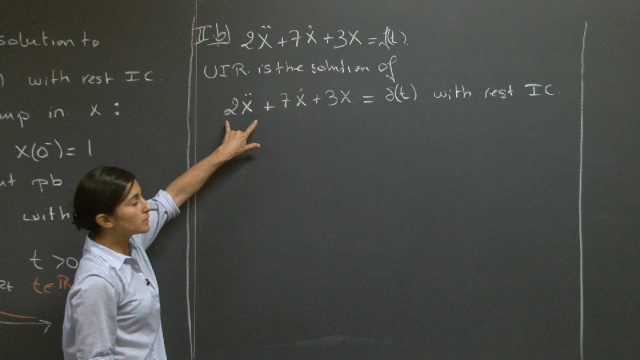 solution to
) with rest IC.
mp in x :
x(0⁻) = 1
pb
with
t > 0
t ∈ ℝ
II.b) 2ẍ + 7ẋ + 3x = f(t).
UIR is the solution of
2ẍ + 7ẋ + 3x = δ(t) with rest IC.